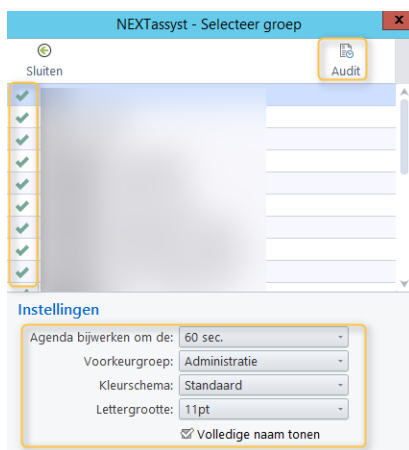 NEXTassyst - Selecteer groep
x
Sluiten
Audit
Instellingen
Agenda bijwerken om de: 60 sec.
Voorkeurgroep: Administratie
Kleurschema: Standaard
Lettergrootte: 11pt
Volledige naam tonen